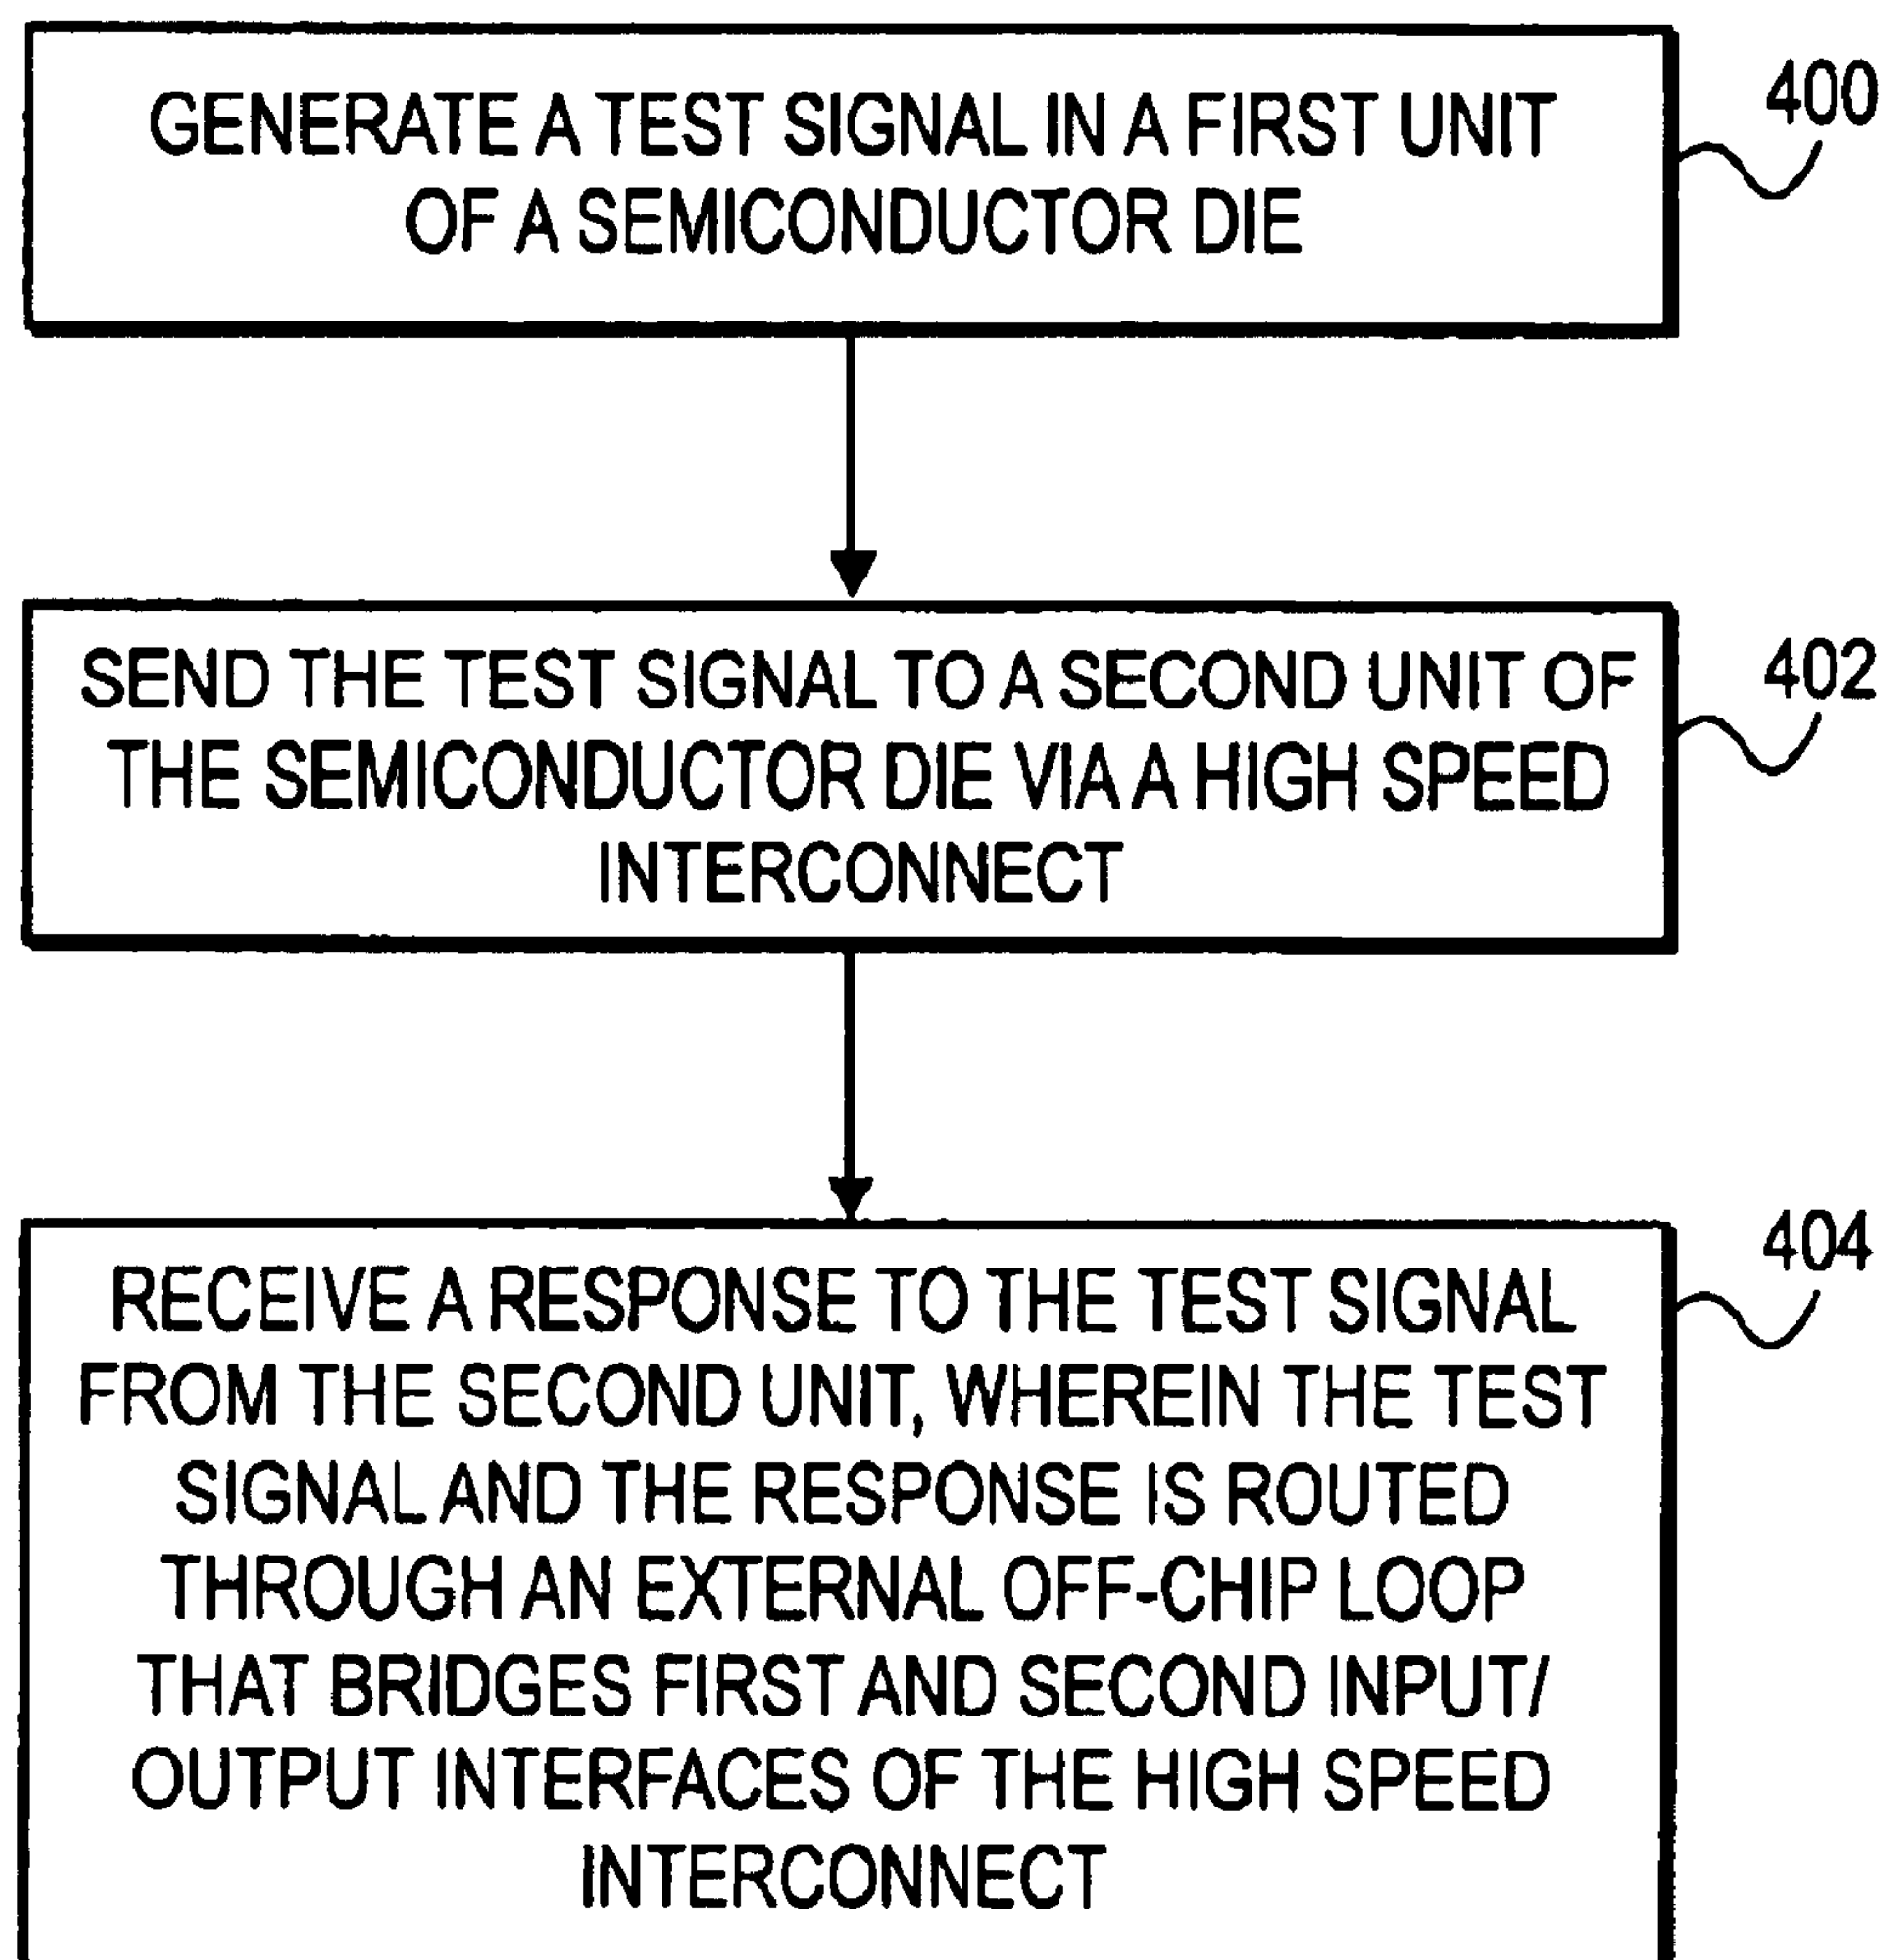 GENERATE A TEST SIGNAL IN A FIRST UNIT
OF A SEMICONDUCTOR DIE
400
SEND THE TEST SIGNAL TO A SECOND UNIT OF
THE SEMICONDUCTOR DIE VIA A HIGH SPEED
INTERCONNECT
402
RECEIVE A RESPONSE TO THE TEST SIGNAL
FROM THE SECOND UNIT, WHEREIN THE TEST
SIGNAL AND THE RESPONSE IS ROUTED
THROUGH AN EXTERNAL OFF-CHIP LOOP
THAT BRIDGES FIRST AND SECOND INPUT/
OUTPUT INTERFACES OF THE HIGH SPEED
INTERCONNECT
404